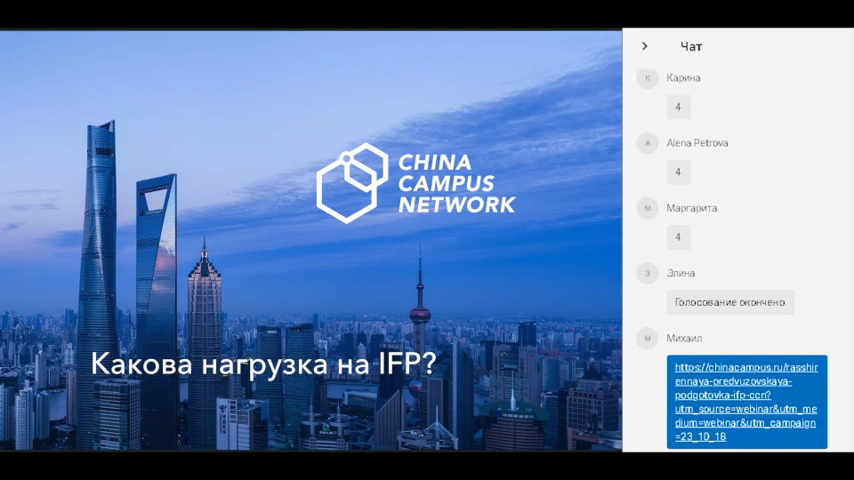 CHINA
CAMPUS
NETWORK
Какова нагрузка на IFP?
Чат
К
Карина
4
A
Alena Petrova
4
М
Маргарита
4
Э
Элина
Голосование окончено
М
Михаил
https://chinacampus.ru/rasshir
ennaya-predvuzovskaya-
podgotovka-ifp-ccn?
utm_source=webinar&utm_me
dium=webinar&utm_campaign
=23_10_18